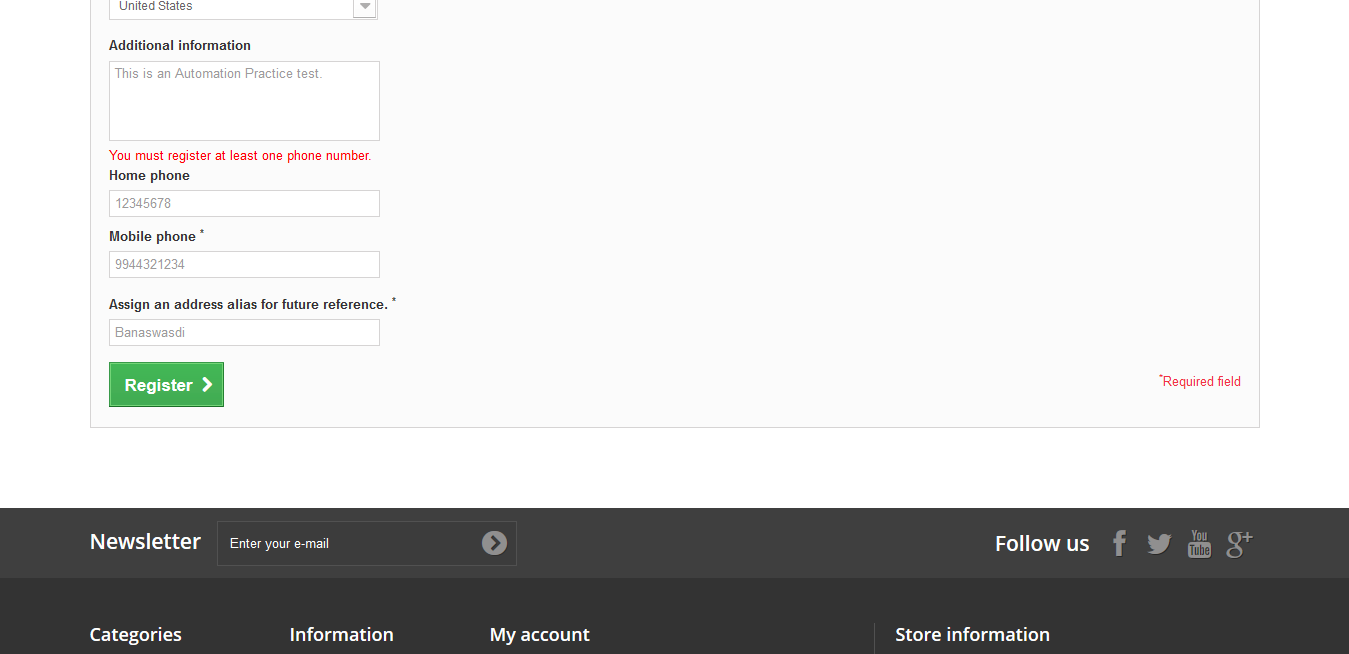 United States
Additional information
This is an Automation Practice test.
You must register at least one phone number.
Home phone
12345678
Mobile phone *
9944321234
Assign an address alias for future reference. *
Banaswasdi
Register
*Required field
Newsletter
Enter your e-mail
Follow us
f
You
Tube
g+
Categories
Information
My account
Store information